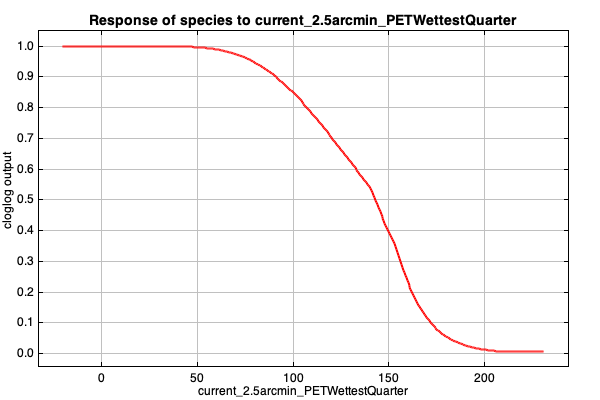 Response of species to current_2.5arcmin_PETWettestQuarter
1.0
0.9
0.8
0.7
0.6
0.5
0.4
0.3
0.2
0.1
0.0
cloglog output
0 50 100 150 200
current_2.5arcmin_PETWettestQuarter